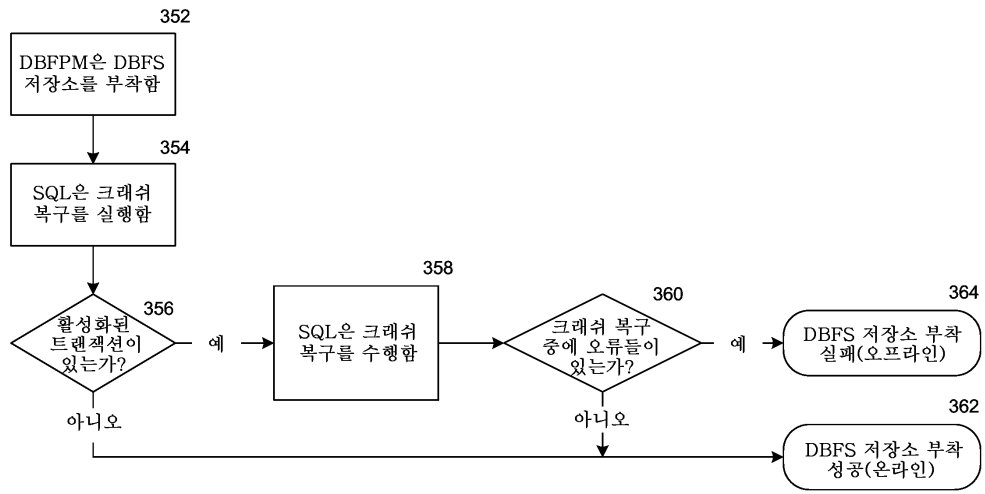 352
DBFPM은 DBFS
저장소를 부착함
354
SQL은 크래쉬
복구를 실행함
356
활성화된
트랜잭션이
있는가?
예
358
SQL은 크래쉬
복구를 수행함
360
크래쉬 복구
중에 오류들이
있는가?
예
364
DBFS 저장소 부착
실패(오프라인)
아니오
아니오
362
DBFS 저장소 부착
성공(온라인)